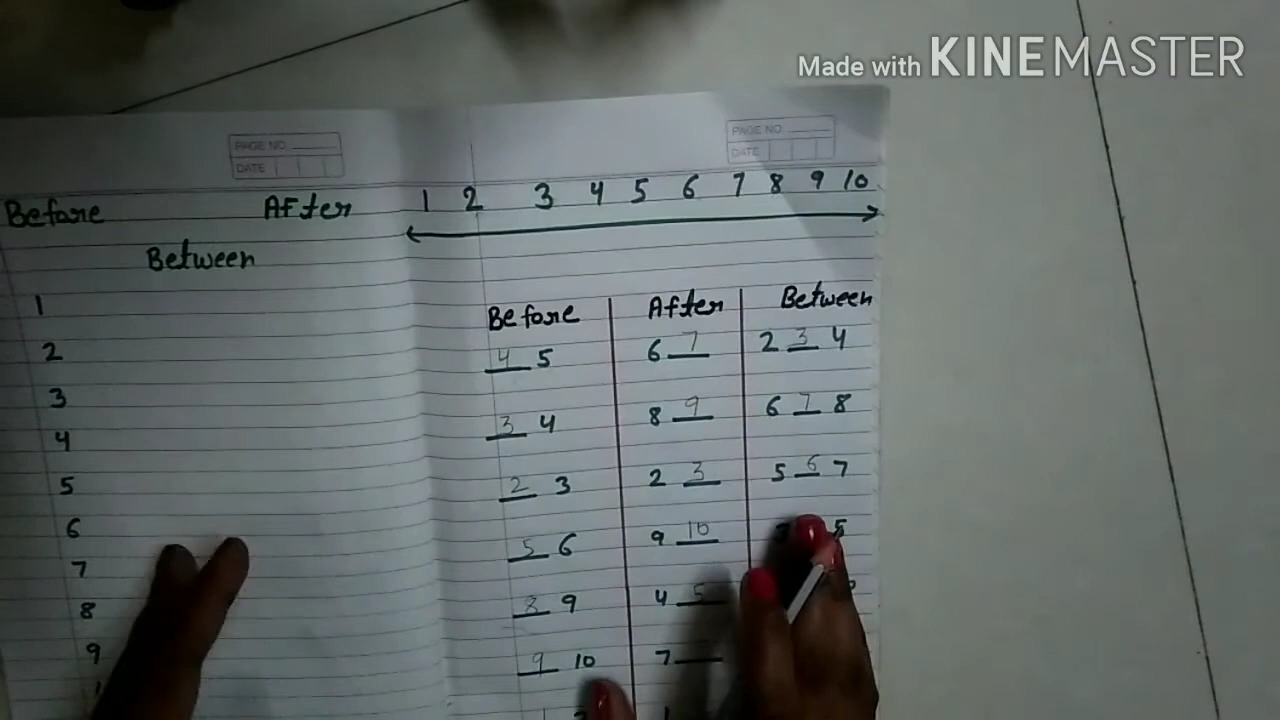 Made with KINEMASTER
PAGE NO.
DATE
PAGE NO.
DATE
Before After
Between
1
2
3
4
5
6
7
8
9
1 2 3 4 5 6 7 8 9 10
Before After Between
4 5 6 7 2 3 4
3 4 8 9 6 7 8
2 3 2 3 5 6 7
5 6 9 10 5
8 9 4 5
9 10 7